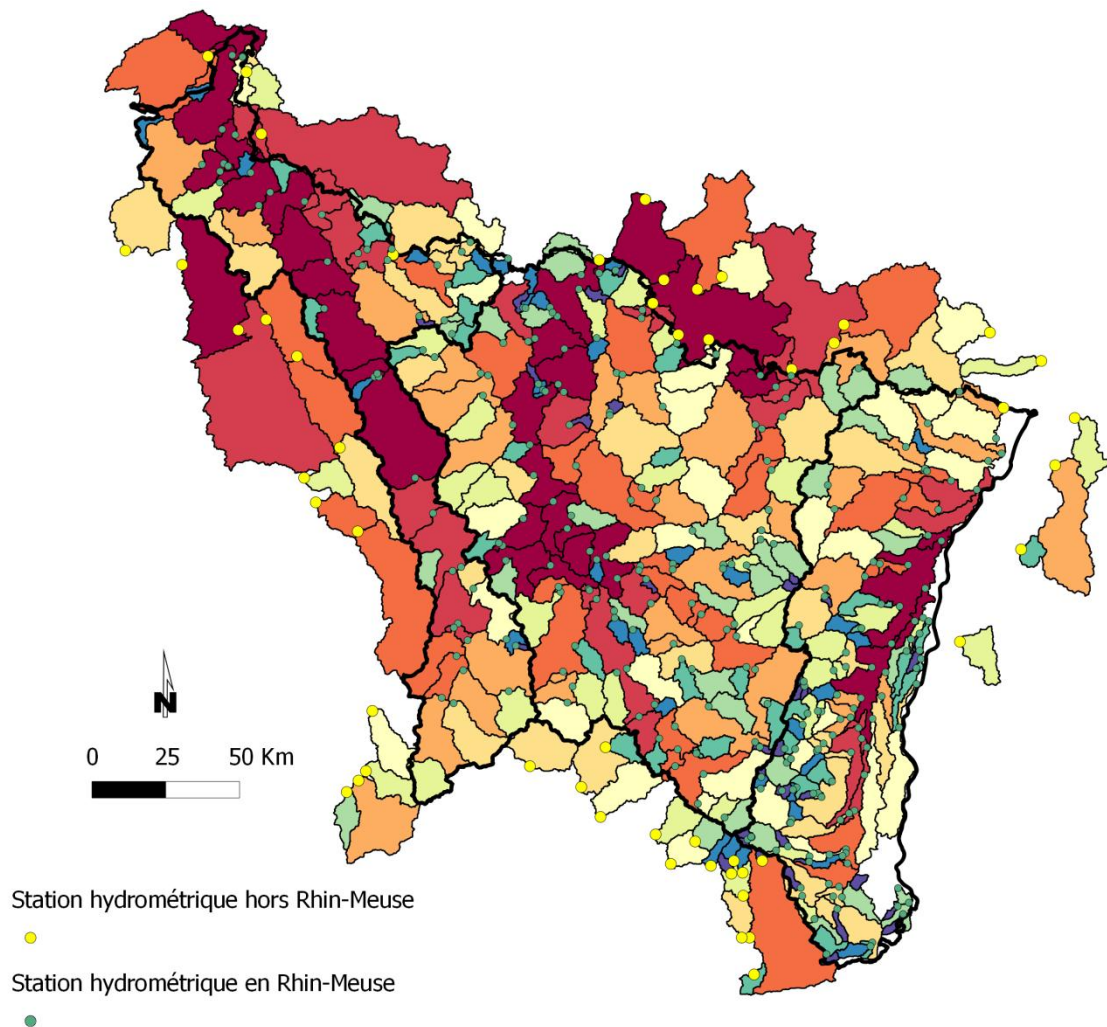 N
0 25 50 Km
Station hydrométrique hors Rhin-Meuse
Station hydrométrique en Rhin-Meuse